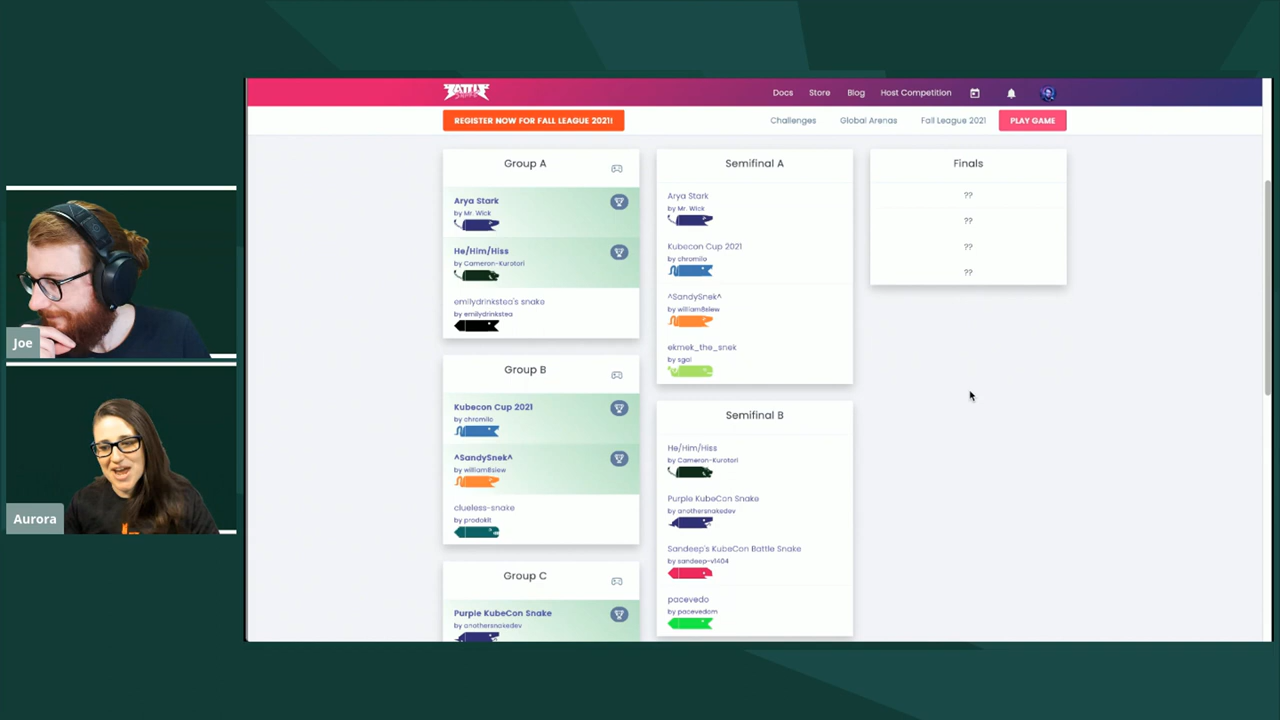 BATTLE
SNAKE
Docs
Store
Blog
Host Competition
REGISTER NOW FOR FALL LEAGUE 2021!
Challenges
Global Arenas
Fall League 2021
PLAY GAME
Group A
Arya Stark
by Mr. Wick
He/Him/Hiss
by Cameron-Kurotori
emilydrinkstea's snake
by emilydrinkstea
Group B
Kubecon Cup 2021
by chromilo
^SandySnek^
by william8siew
clueless-snake
by prodokit
Group C
Purple KubeCon Snake
by anothersnakedev
Semifinal A
Arya Stark
by Mr. Wick
Kubecon Cup 2021
by chromilo
^SandySnek^
by william8siew
ekmek_the_snek
by sgal
Semifinal B
He/Him/Hiss
by Cameron-Kurotori
Purple KubeCon Snake
by anothersnakedev
Sandeep's KubeCon Battle Snake
by sandeep-v1404
pacevedo
by pacevedom
Finals
??
??
??
??
Joe
Aurora